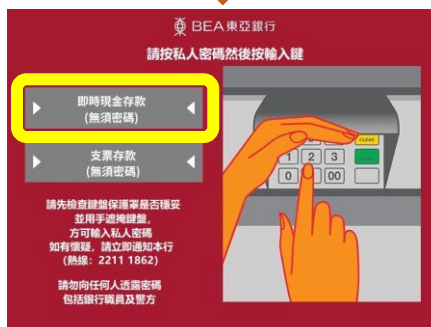 BEA東亞銀行
請按私人密碼然後按輸入鍵
即時現金存款
(無須密碼)
支票存款
(無須密碼)
請先檢查鍵盤保護罩是否穩妥
並用手遮掩鍵盤,
方可輸入私人密碼
如有懷疑，請立即通知本行
(熱線：2211 1862)
請勿向任何人透露密碼
包括銀行職員及警方
CLEAR
1 2 3
0 00